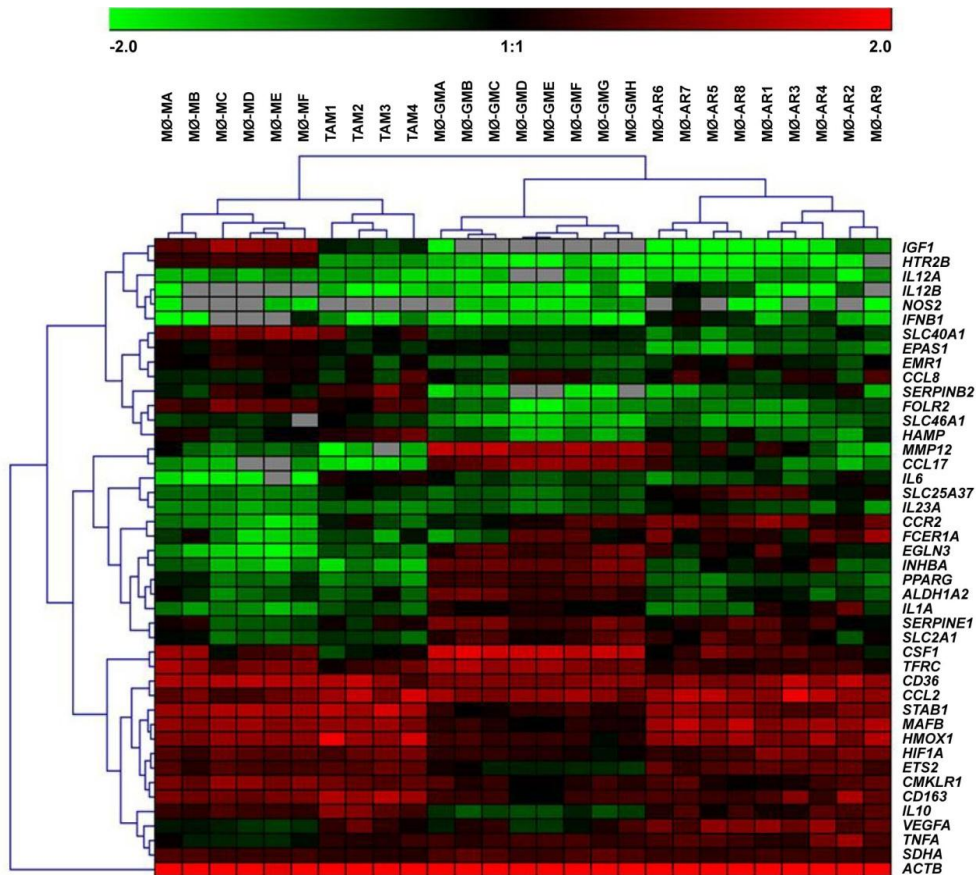 -2.0 1:1 2.0
MØ-MA MØ-MB MØ-MC MØ-MD MØ-ME MØ-MF TAM1 TAM2 TAM3 TAM4 MØ-GMA MØ-GMB MØ-GMC MØ-GMD MØ-GME MØ-GMF MØ-GMG MØ-GMH MØ-AR6 MØ-AR7 MØ-AR5 MØ-AR8 MØ-AR1 MØ-AR3 MØ-AR4 MØ-AR2 MØ-AR9
IGF1
HTR2B
IL12A
IL12B
NOS2
IFNB1
SLC40A1
EPAS1
EMR1
CCL8
SERPINB2
FOLR2
SLC46A1
HAMP
MMP12
CCL17
IL6
SLC25A37
IL23A
CCR2
FCER1A
EGLN3
INHBA
PPARG
ALDH1A2
IL1A
SERPINE1
SLC2A1
CSF1
TFRC
CD36
CCL2
STAB1
MAFB
HMOX1
HIF1A
ETS2
CMKLR1
CD163
IL10
VEGFA
TNFA
SDHA
ACTB